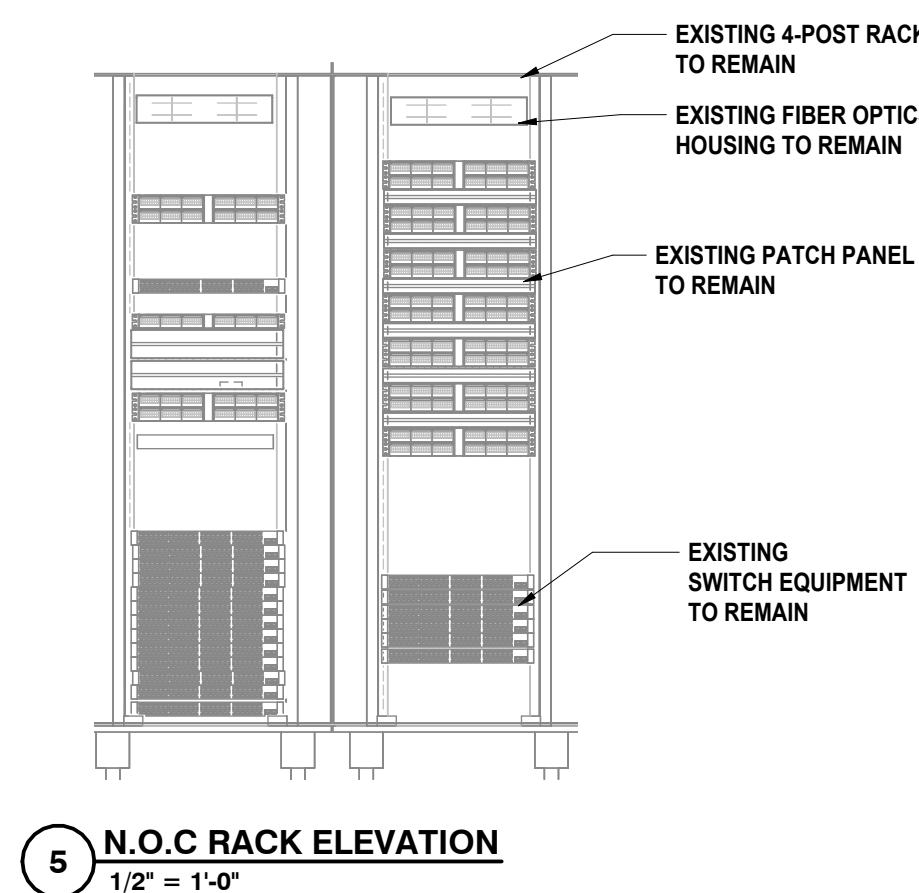 EXISTING 4-POST RACK
TO REMAIN
EXISTING FIBER OPTIC
HOUSING TO REMAIN
EXISTING PATCH PANEL
TO REMAIN
EXISTING
SWITCH EQUIPMENT
TO REMAIN
5
N.O.C RACK ELEVATION
1/2" = 1'-0"